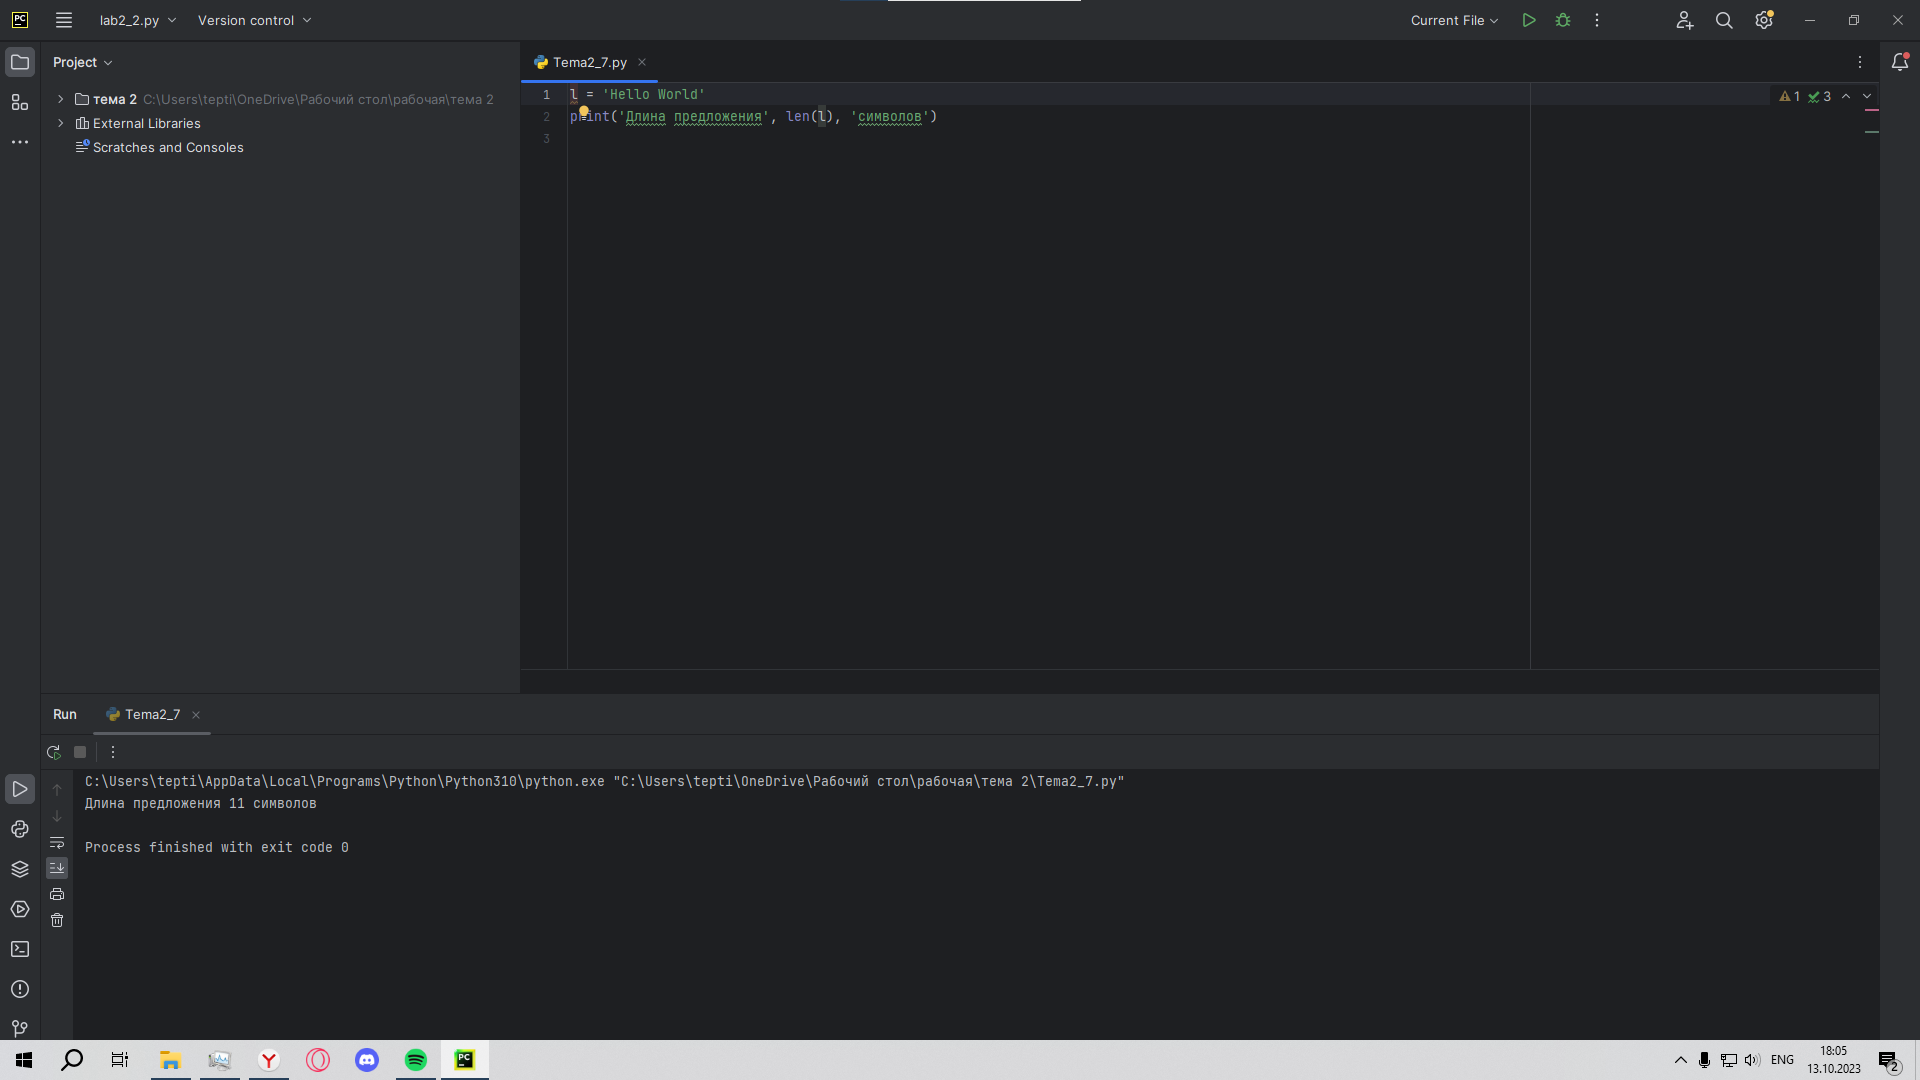 PC lab2_2.py Version control Current File
Project
тема 2 C:\Users\tepti\OneDrive\Рабочий стол\рабочая\тема 2
External Libraries
Scratches and Consoles
Tema2_7.py
1 l = 'Hello World'
2 print('Длина предложения', len(l), 'символов')
3
1 3
Run Tema2_7
C:\Users\tepti\AppData\Local\Programs\Python\Python310\python.exe "C:\Users\tepti\OneDrive\Рабочий стол\рабочая\тема 2\Tema2_7.py"
Длина предложения 11 символов
Process finished with exit code 0
PC
ENG
18:05
13.10.2023
2